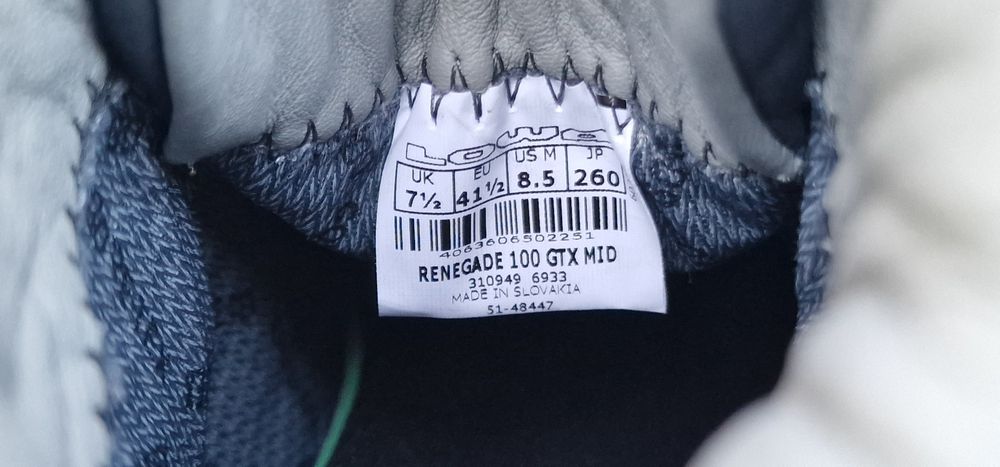 LOWA
UK EU US M JP
7½ 41½ 8.5 260
4063606502251
RENEGADE 100 GTX MID
310949 6933
MADE IN SLOVAKIA
51-48447